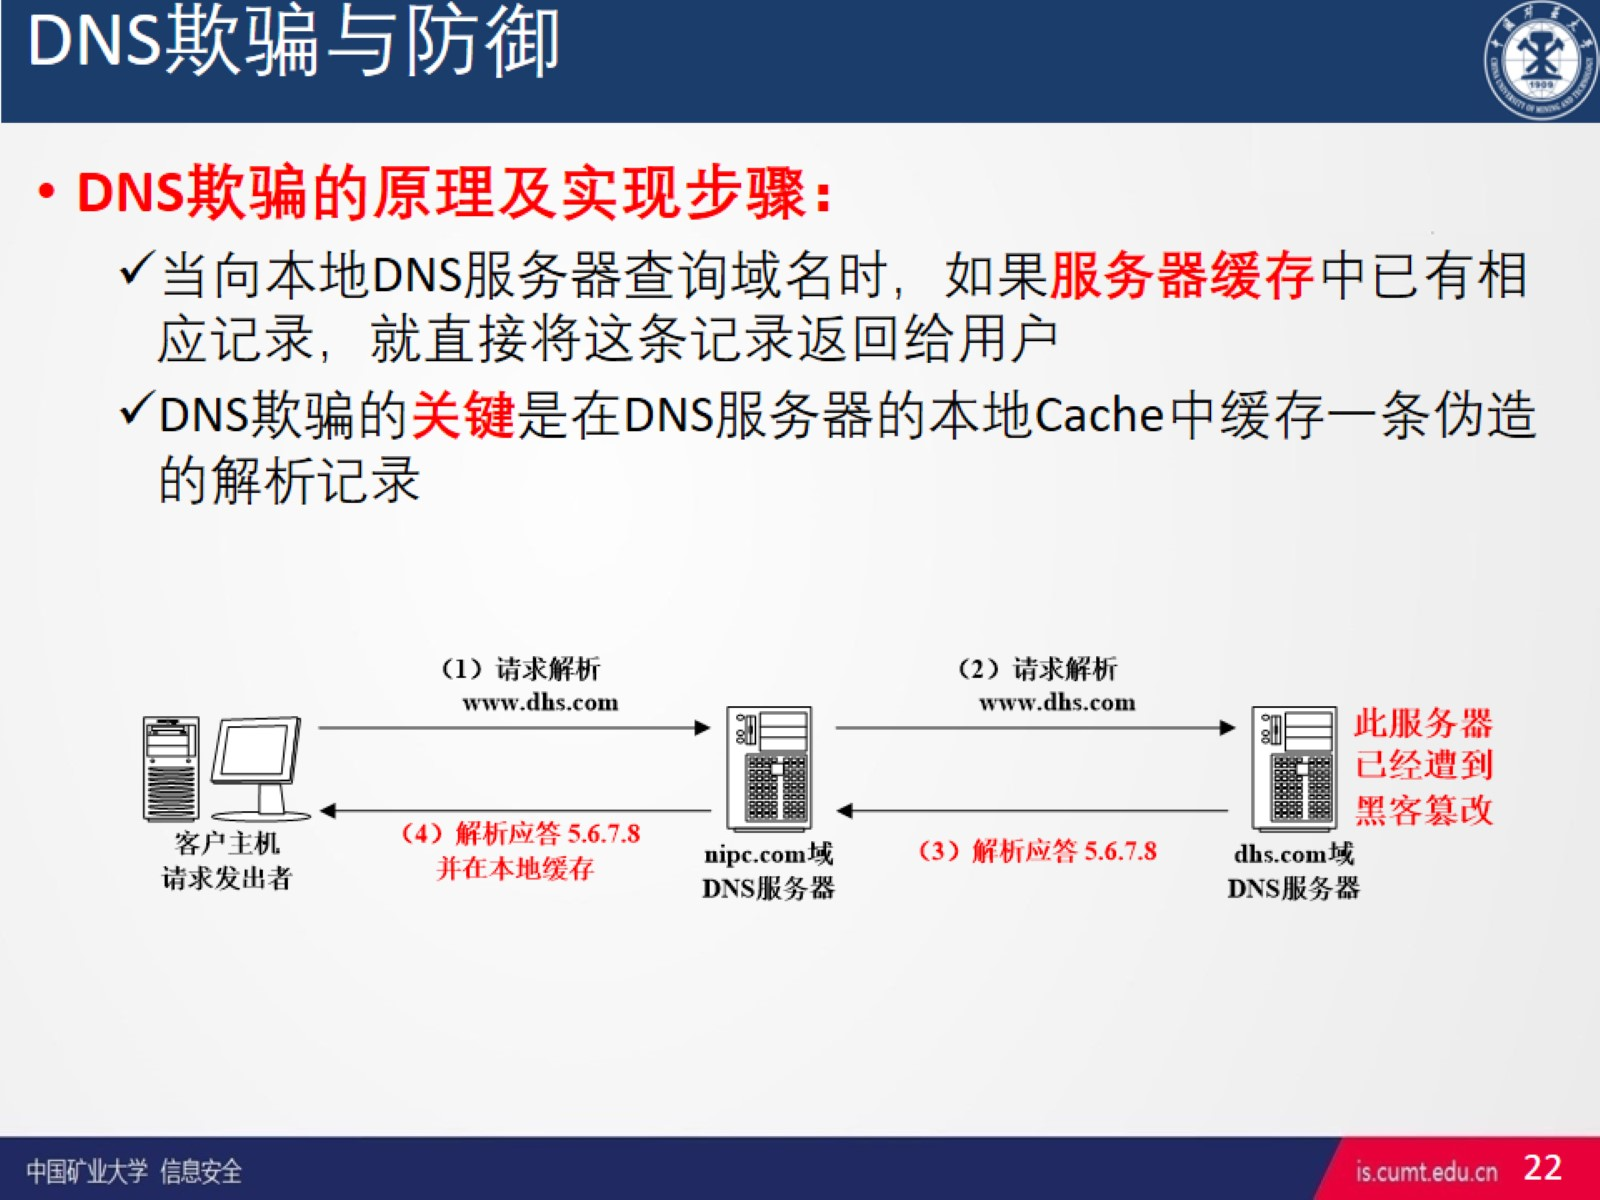 DNS欺骗与防御
• DNS欺骗的原理及实现步骤：
✓当向本地DNS服务器查询域名时，如果服务器缓存中已有相
应记录，就直接将这条记录返回给用户
✓DNS欺骗的关键是在DNS服务器的本地Cache中缓存一条伪造
的解析记录
（1）请求解析
www.dhs.com
（2）请求解析
www.dhs.com
此服务器
已经遭到
黑客篡改
（4）解析应答 5.6.7.8
并在本地缓存
（3）解析应答 5.6.7.8
客户主机
请求发出者
nipc.com域
DNS服务器
dhs.com域
DNS服务器
中国矿业大学 信息安全
is.cumt.edu.cn 22
1909
CHINA UNIVERSITY OF MINING AND TECHNOLOGY